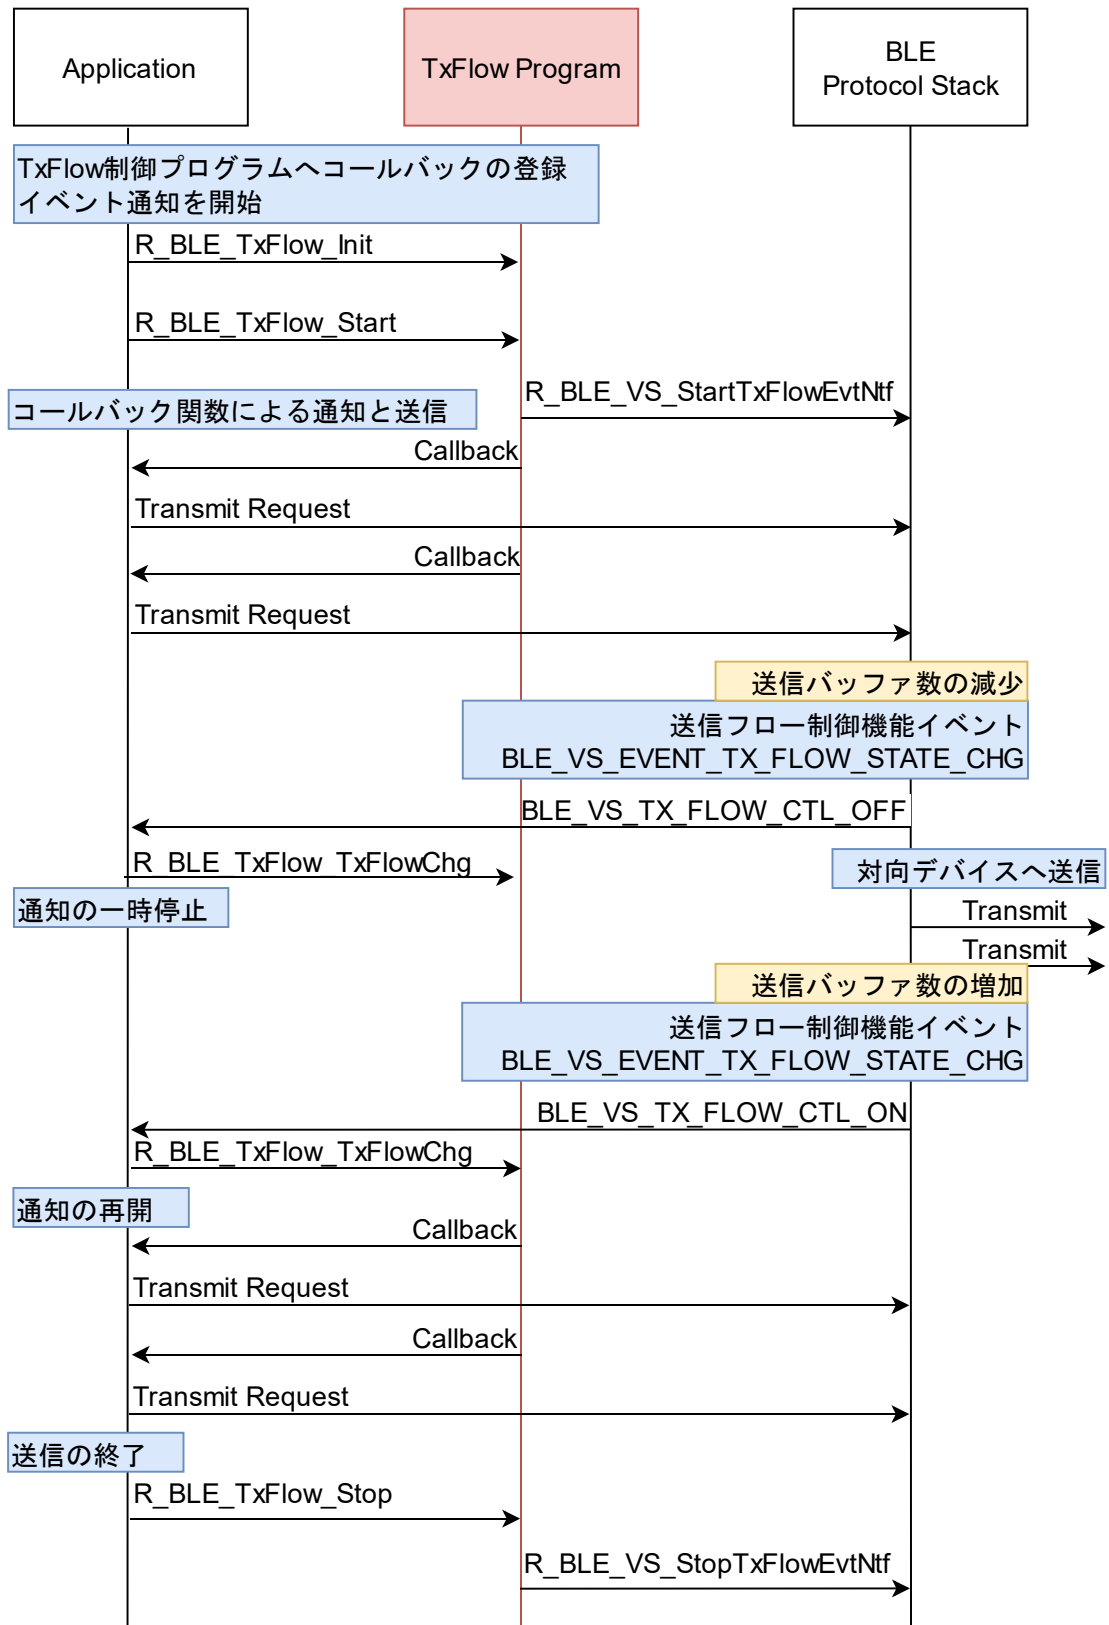 Application
TxFlow Program
BLE
Protocol Stack
TxFlow制御プログラムへコールバックの登録
イベント通知を開始
R_BLE_TxFlow_Init
R_BLE_TxFlow_Start
R_BLE_VS_StartTxFlowEvtNtf
コールバック関数による通知と送信
Callback
Transmit Request
Callback
Transmit Request
送信バッファ数の減少
送信フロー制御機能イベント
BLE_VS_EVENT_TX_FLOW_STATE_CHG
BLE_VS_TX_FLOW_CTL_OFF
R_BLE_TxFlow_TxFlowChg
対向デバイスへ送信
通知の一時停止
Transmit
Transmit
送信バッファ数の増加
送信フロー制御機能イベント
BLE_VS_EVENT_TX_FLOW_STATE_CHG
BLE_VS_TX_FLOW_CTL_ON
R_BLE_TxFlow_TxFlowChg
通知の再開
Callback
Transmit Request
Callback
Transmit Request
送信の終了
R_BLE_TxFlow_Stop
R_BLE_VS_StopTxFlowEvtNtf